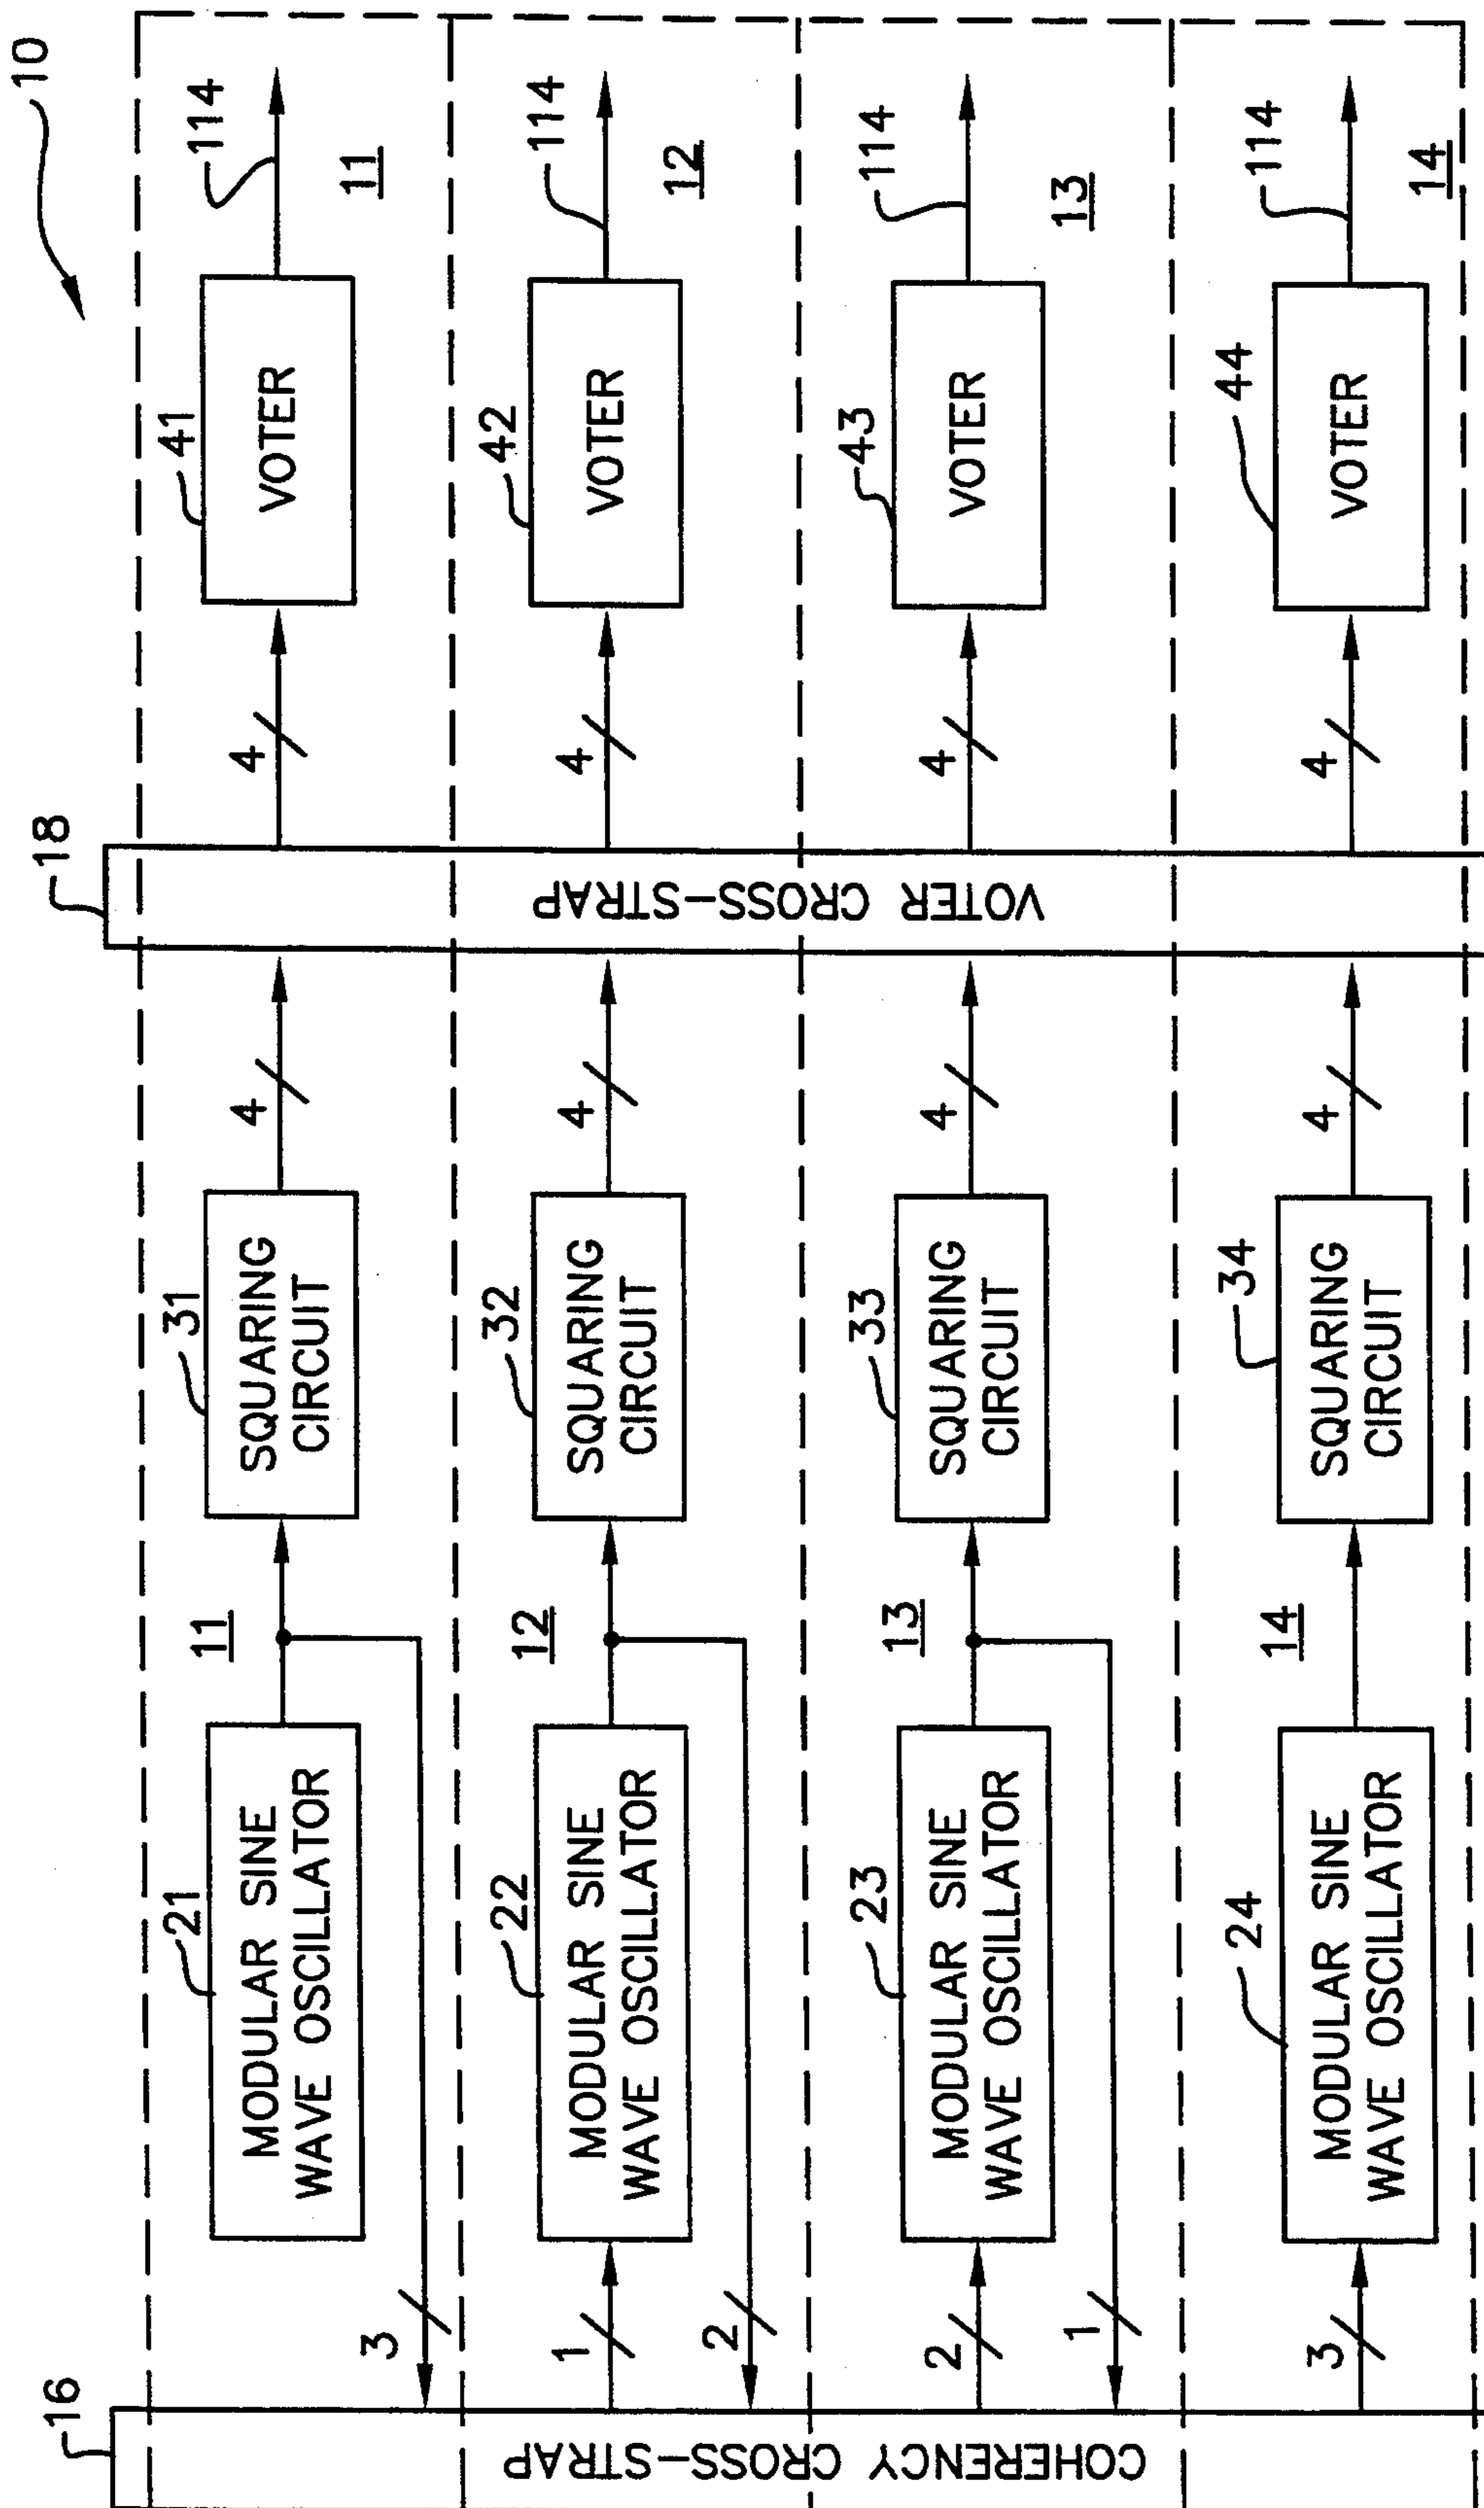 10
16
18
COHERENCY CROSS-STRAP
VOTER CROSS-STRAP
21
MODULAR SINE
WAVE OSCILLATOR
11
3
31
SQUARING
CIRCUIT
4
4
41
VOTER
114
11
1
22
MODULAR SINE
WAVE OSCILLATOR
12
2
32
SQUARING
CIRCUIT
4
4
42
VOTER
114
12
2
23
MODULAR SINE
WAVE OSCILLATOR
13
1
33
SQUARING
CIRCUIT
4
4
43
VOTER
114
13
3
24
MODULAR SINE
WAVE OSCILLATOR
14
34
SQUARING
CIRCUIT
4
4
44
VOTER
114
14